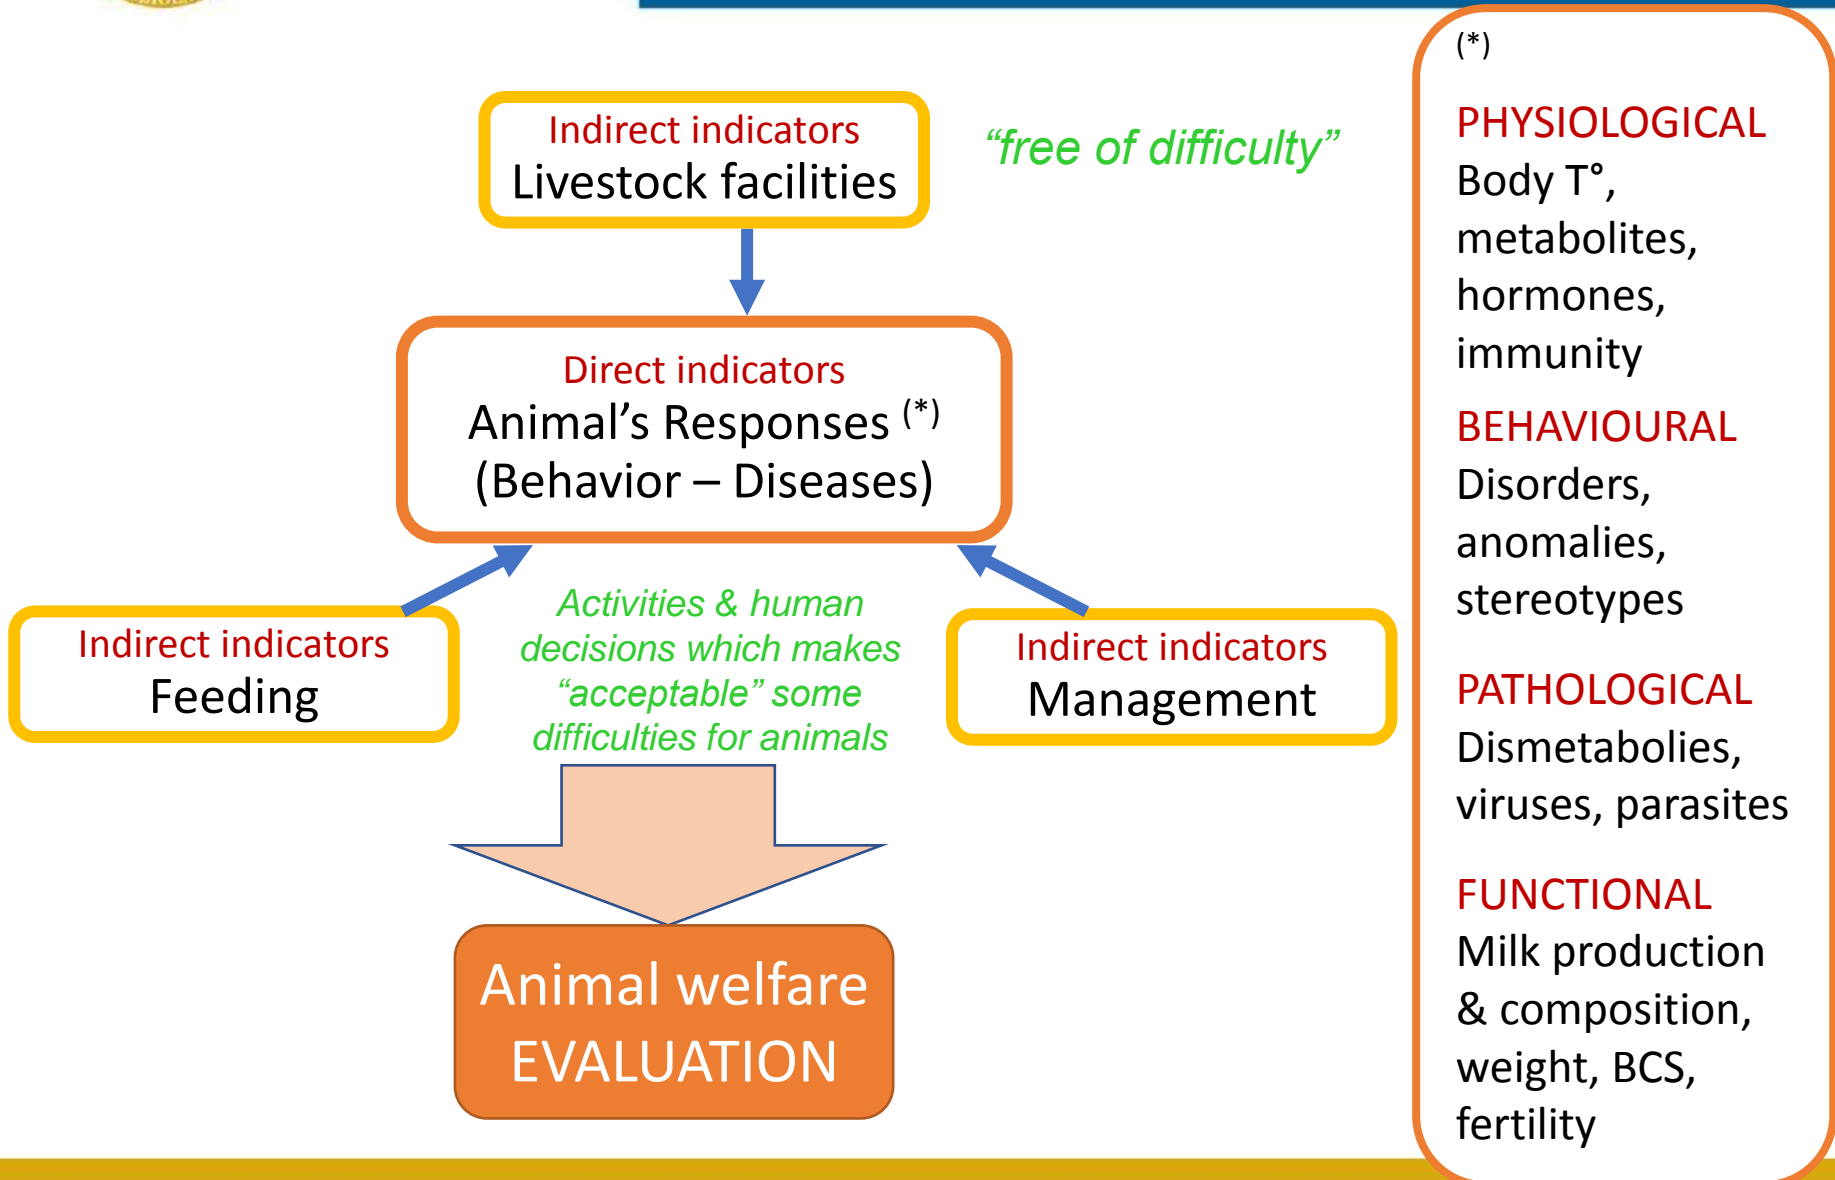 Indirect indicators
Livestock facilities
“free of difficulty”
Direct indicators
Animal’s Responses (*)
(Behavior – Diseases)
Indirect indicators
Feeding
Activities & human
decisions which makes
“acceptable” some
difficulties for animals
Indirect indicators
Management
Animal welfare
EVALUATION
(*)
PHYSIOLOGICAL
Body T°,
metabolites,
hormones,
immunity
BEHAVIOURAL
Disorders,
anomalies,
stereotypes
PATHOLOGICAL
Dismetabolies,
viruses, parasites
FUNCTIONAL
Milk production
& composition,
weight, BCS,
fertility